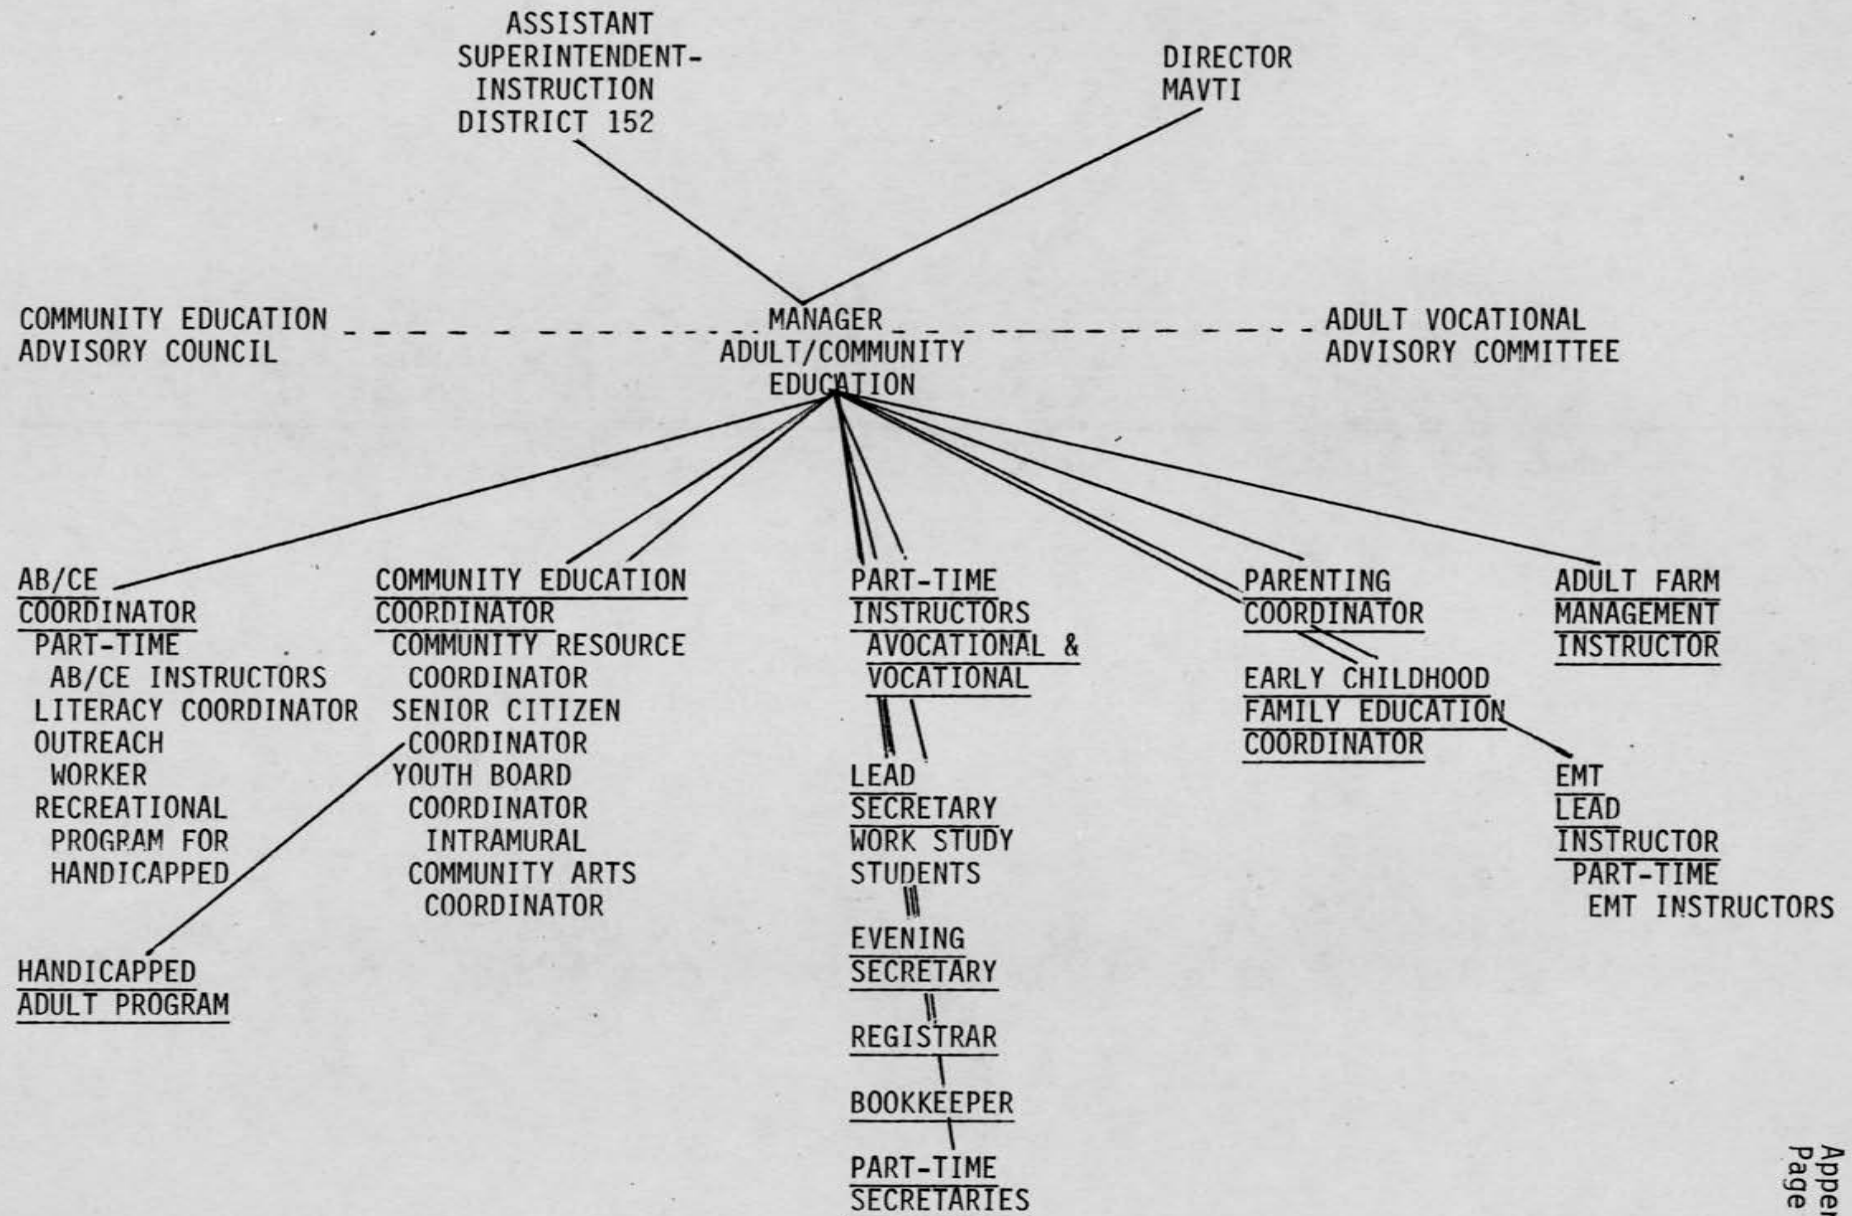 ASSISTANT
SUPERINTENDENT-
INSTRUCTION
DISTRICT 152
DIRECTOR
MAVTI
COMMUNITY EDUCATION
ADVISORY COUNCIL
MANAGER
ADULT/COMMUNITY
EDUCATION
ADULT VOCATIONAL
ADVISORY COMMITTEE
AB/CE
COORDINATOR
PART-TIME
AB/CE INSTRUCTORS
LITERACY COORDINATOR
OUTREACH
WORKER
RECREATIONAL
PROGRAM FOR
HANDICAPPED
HANDICAPPED
ADULT PROGRAM
COMMUNITY EDUCATION
COORDINATOR
COMMUNITY RESOURCE
COORDINATOR
SENIOR CITIZEN
COORDINATOR
YOUTH BOARD
COORDINATOR
INTRAMURAL
COMMUNITY ARTS
COORDINATOR
PART-TIME
INSTRUCTORS
AVOCATIONAL &
VOCATIONAL
LEAD
SECRETARY
WORK STUDY
STUDENTS
EVENING
SECRETARY
REGISTRAR
BOOKKEEPER
PART-TIME
SECRETARIES
PARENTING
COORDINATOR
EARLY CHILDHOOD
FAMILY EDUCATION
COORDINATOR
ADULT FARM
MANAGEMENT
INSTRUCTOR
EMT
LEAD
INSTRUCTOR
PART-TIME
EMT INSTRUCTORS
Page